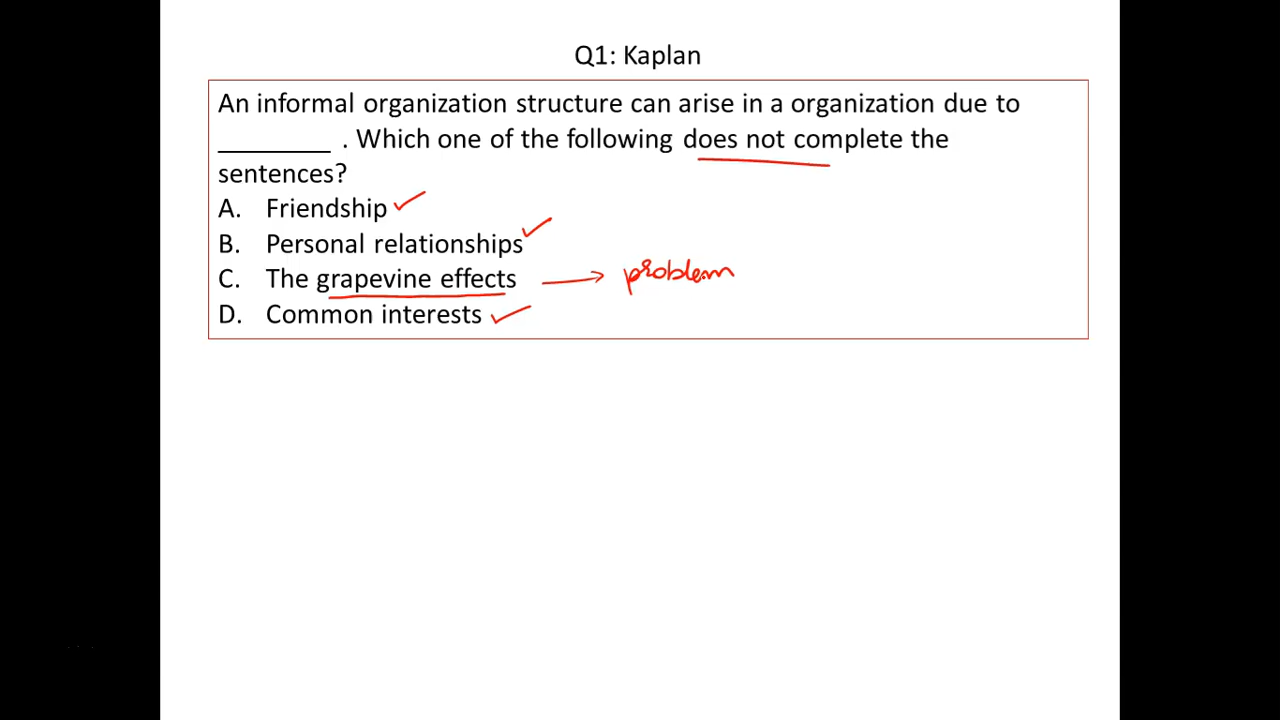 Q1: Kaplan
An informal organization structure can arise in a organization due to
________ . Which one of the following does not complete the
sentences?
A. Friendship
B. Personal relationships
C. The grapevine effects → problem
D. Common interests